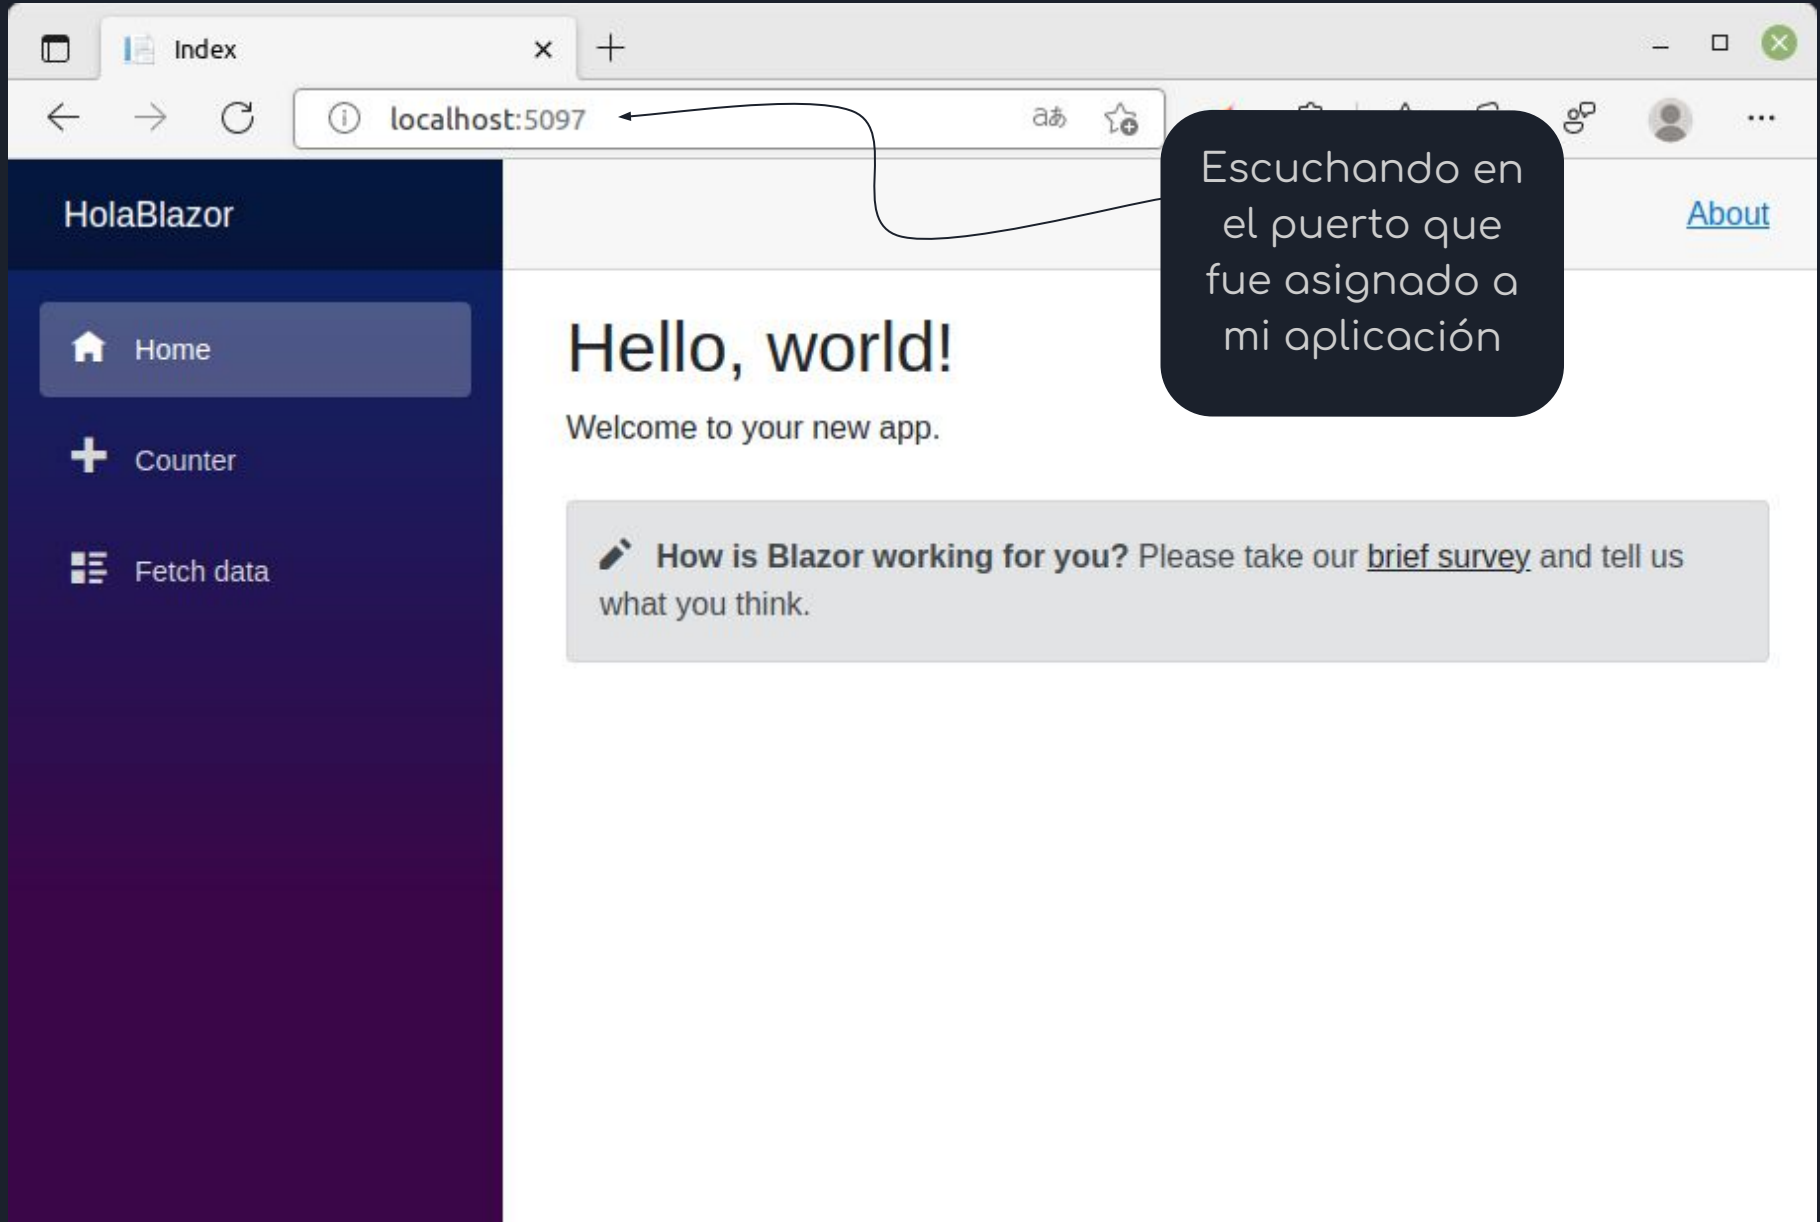 Index
localhost:5097
aあ
Escuchando en
el puerto que
fue asignado a
mi aplicación
HolaBlazor
About
Home
Counter
Fetch data
Hello, world!
Welcome to your new app.
How is Blazor working for you? Please take our brief survey and tell us
what you think.